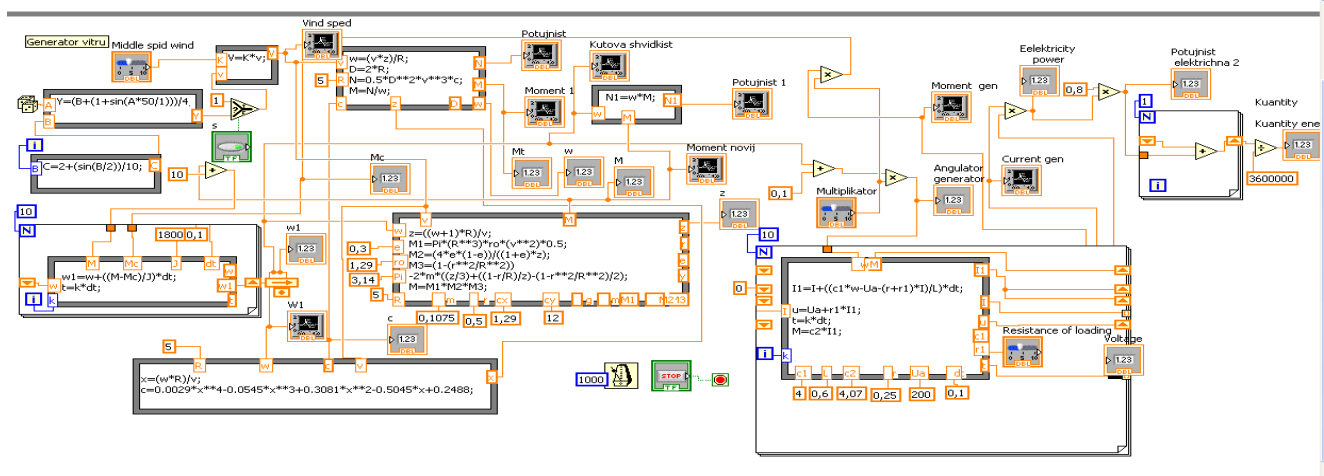 Generator vitru
Middle spid wind
Vind sped
Potujnist
Kutova shvidkist
Potujnist 1
Moment gen
Eelektricity
power
Potujnist
elektrichna 2
Kuantity
Kuantity ene
V=K*v;
w=(v*z)/R;
D=2*R;
N=0.5*D**2*v**3*c;
M=N/w;
Y=(B+(1+sin(A*50/1)))/4.
C=2+(sin(B/2))/10;
Moment 1
N1=w*M;
Moment novij
Mc
Mt
w
M
z
s
Multiplikator
Angulator
generator
Current gen
0,8
3600000
1
10
5
0,1
10
1800
0,1
w1=w+((M-Mc)/J)*dt;
t=k*dt;
w1
W1
c
z=((w+1)*R)/v;
M1=Pi*(R**3)*ro*(v**2)*0.5;
M2=(4*e*(1-e))/((1+e)*z);
M3=(1-(r**2/R**2))
-2*m*((z/3)+((1-r/R)/z)-(1-r**2/R**2)/2);
M=M1*M2*M3;
0,3
1,29
3,14
5
0,1075
0,5
1,29
12
5
x=(w*R)/v;
c=0.0029*x**4-0.0545*x**3+0.3081*x**2-0.5045*x+0.2488;
1000
STOP
10
0
I1=I+((c1*w-Ua-(r+r1)*I)/L)*dt;
u=Ua+r1*I1;
t=k*dt;
M=c2*I1;
Resistance of loading
Voltage
c1
L
c2
r
Ua
dt
4
0,6
4,07
0,25
200
0,1